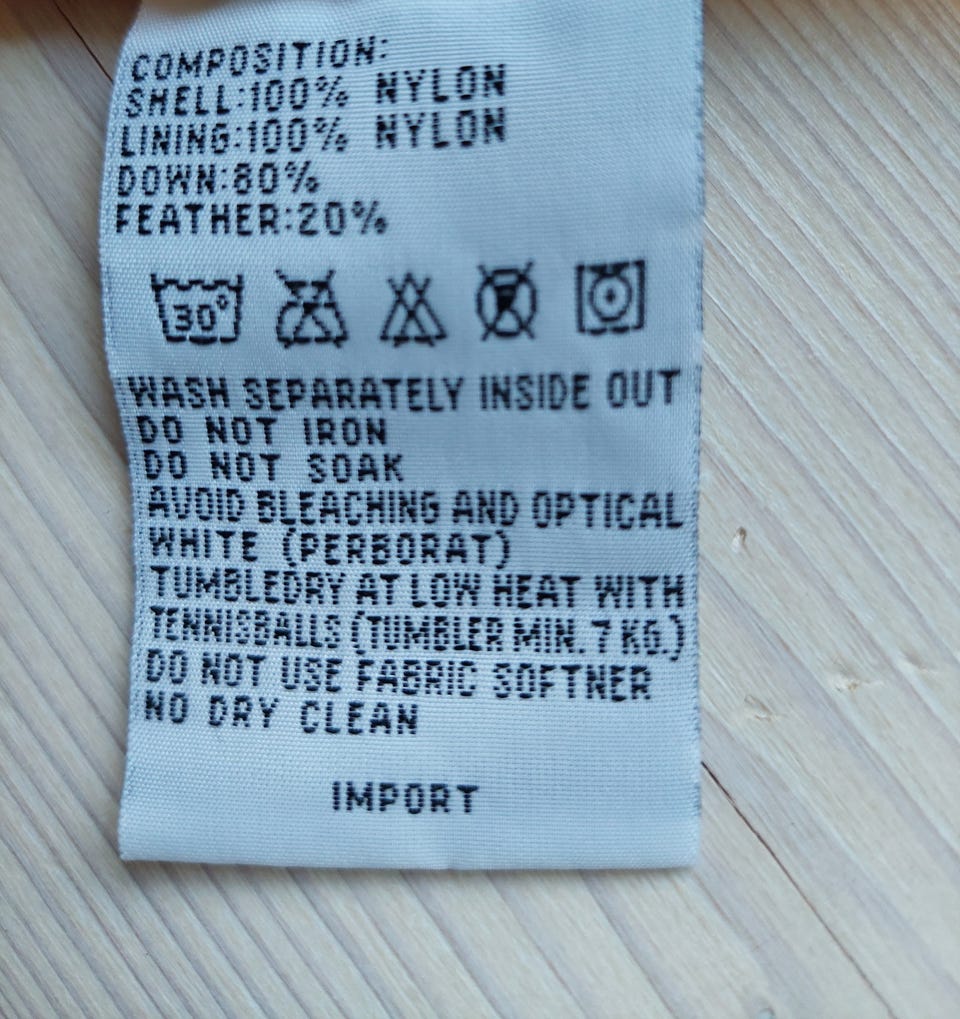 COMPOSITION:
SHELL:100% NYLON
LINING:100% NYLON
DOWN:80%
FEATHER:20%
30°
WASH SEPARATELY INSIDE OUT
DO NOT IRON
DO NOT SOAK
AVOID BLEACHING AND OPTICAL
WHITE (PERBORAT)
TUMBLEDRY AT LOW HEAT WITH
TENNISBALLS (TUMBLER MIN. 7 KG.)
DO NOT USE FABRIC SOFTNER
NO DRY CLEAN
IMPORT